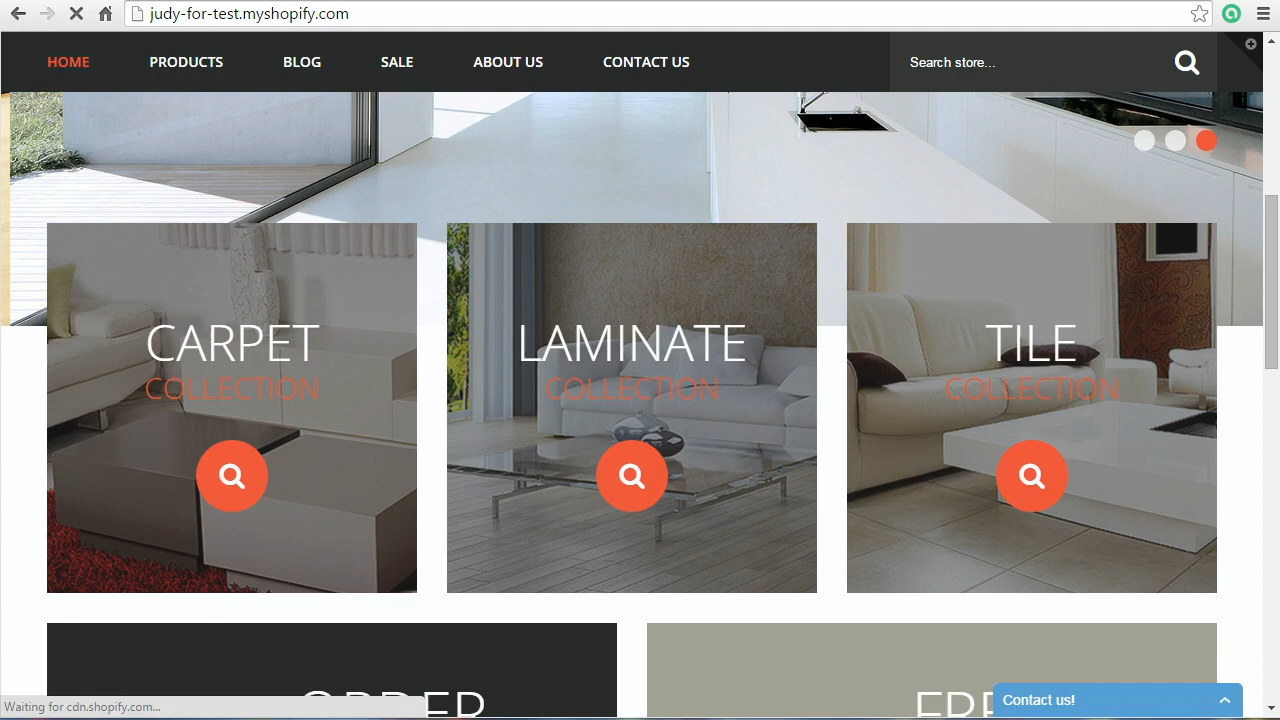 judy-for-test.myshopify.com
HOME PRODUCTS BLOG SALE ABOUT US CONTACT US Search store...
CARPET
COLLECTION
LAMINATE
COLLECTION
TILE
COLLECTION
ORDER
Contact us!
Waiting for cdn.shopify.com...